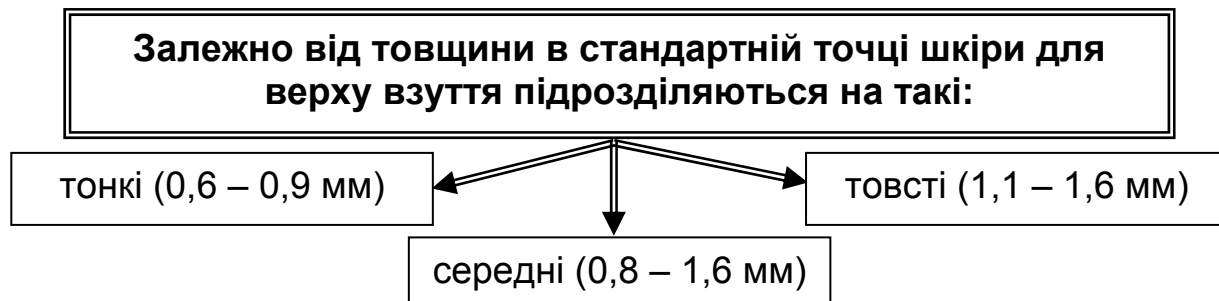 Залежно від товщини в стандартній точці шкіри для
верху взуття підрозділяються на такі:
тонкі (0,6 – 0,9 мм)
товсті (1,1 – 1,6 мм)
середні (0,8 – 1,6 мм)